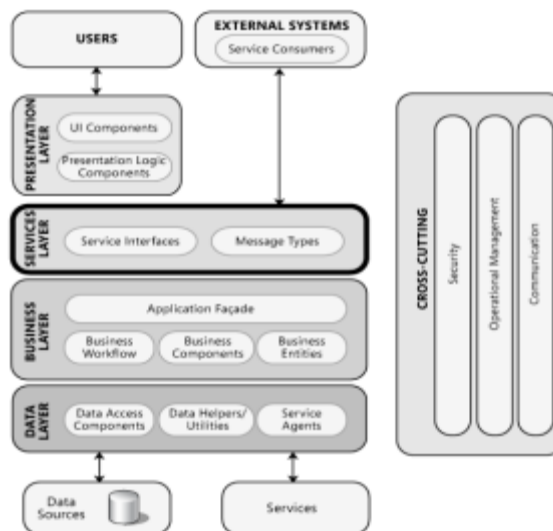 USERS
EXTERNAL SYSTEMS
Service Consumers
PRESENTATION
LAYER
UI Components
Presentation Logic
Components
SERVICES
LAYER
Service Interfaces
Message Types
BUSINESS
LAYER
Application Façade
Business
Workflow
Business
Components
Business
Entities
DATA
LAYER
Data Access
Components
Data Helpers/
Utilities
Service
Agents
Data
Sources
Services
CROSS-CUTTING
Security
Operational Management
Communication